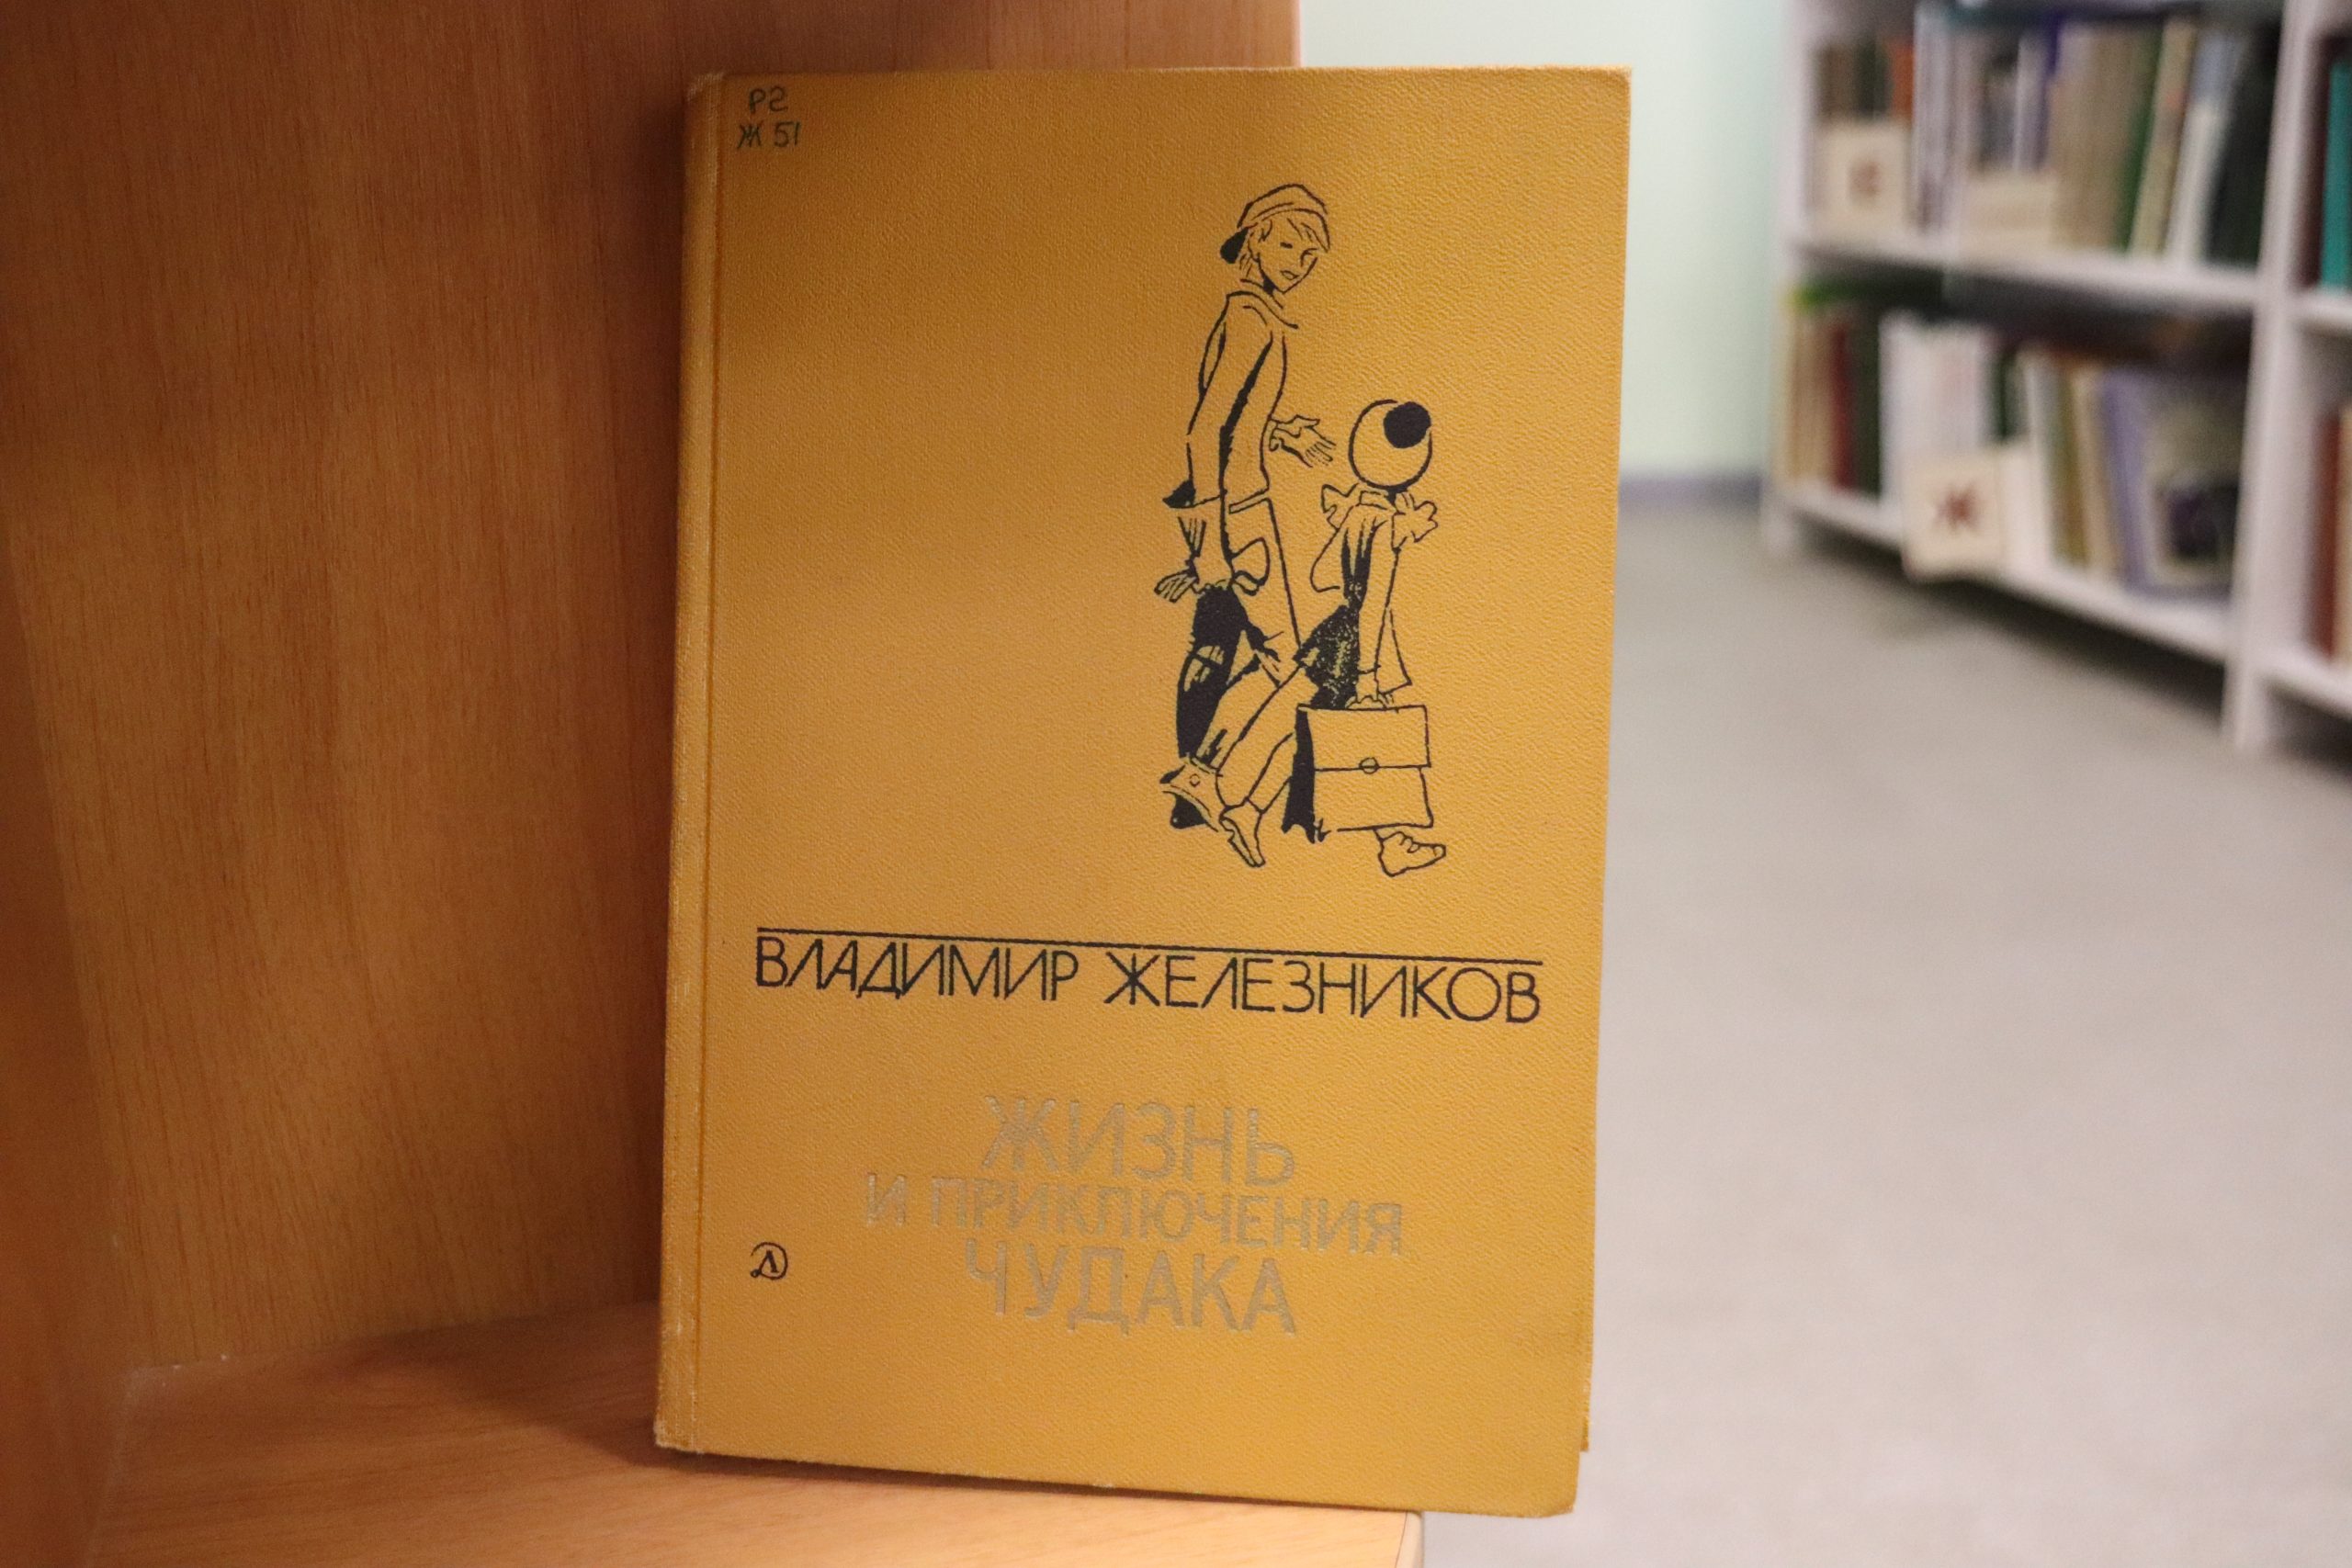 Р2
Ж 51
ВЛАДИМИР ЖЕЛЕЗНИКОВ
ЖИЗНЬ
И ПРИКЛЮЧЕНИЯ
ЧУДАКА
Д
Е
Ж